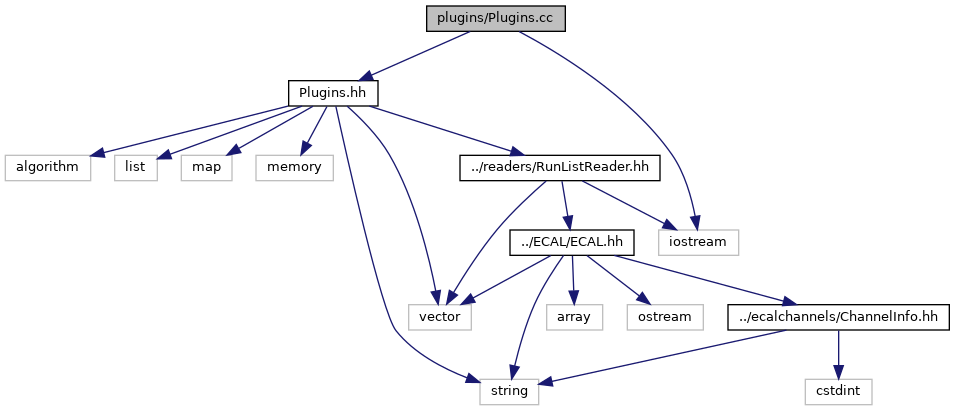 plugins/Plugins.cc
Plugins.hh
algorithm
list
map
memory
../readers/RunListReader.hh
../ECAL/ECAL.hh
iostream
vector
array
ostream
../ecalchannels/ChannelInfo.hh
string
cstdint